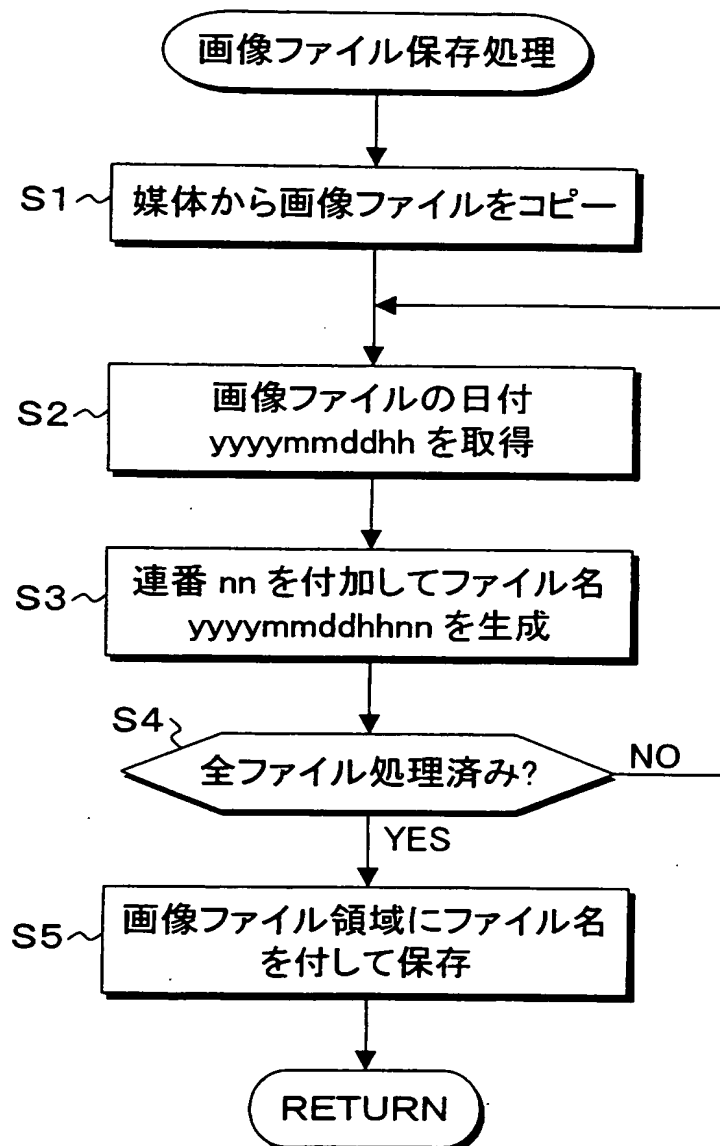 画像ファイル保存処理
S1 媒体から画像ファイルをコピー
S2 画像ファイルの日付
yyyymmddhh を取得
S3 連番 nn を付加してファイル名
yyyymmddhhnn を生成
S4
全ファイル処理済み?
NO
YES
S5 画像ファイル領域にファイル名
を付して保存
RETURN